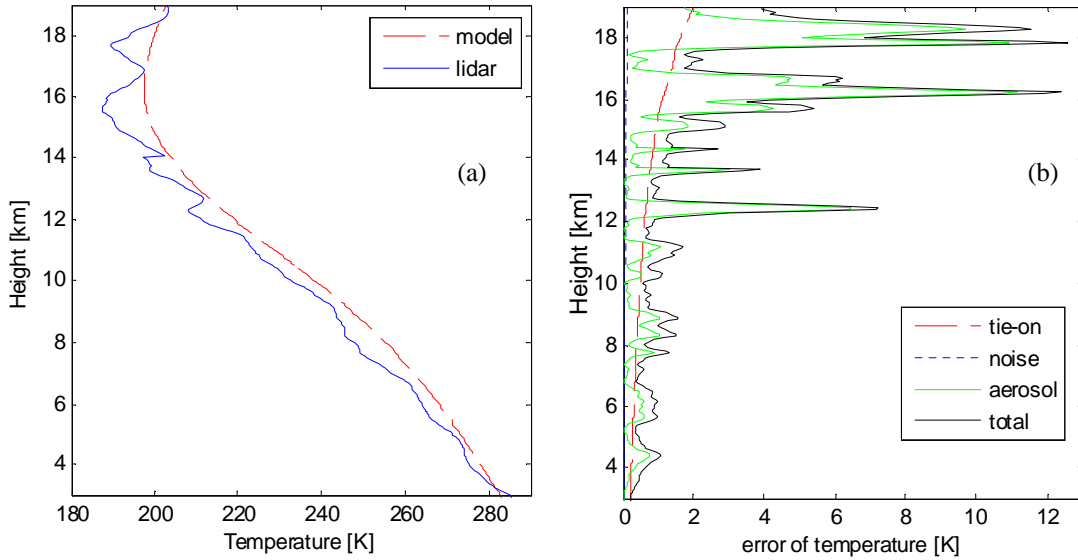 18
16
14
12
10
8
6
4
180
200
220
240
260
280
Height [km]
Temperature [K]
model
lidar
(a)
18
16
14
12
10
8
6
4
0
2
4
6
8
10
12
Height [km]
error of temperature [K]
(b)
tie-on
noise
aerosol
total